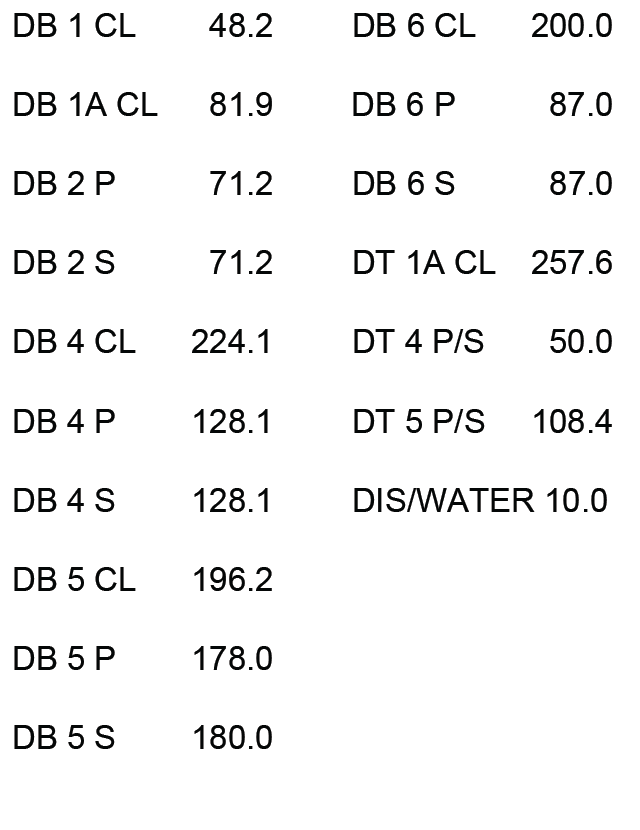 DB 1 CL 48.2
DB 1A CL 81.9
DB 2 P 71.2
DB 2 S 71.2
DB 4 CL 224.1
DB 4 P 128.1
DB 4 S 128.1
DB 5 CL 196.2
DB 5 P 178.0
DB 5 S 180.0
DB 6 CL 200.0
DB 6 P 87.0
DB 6 S 87.0
DT 1A CL 257.6
DT 4 P/S 50.0
DT 5 P/S 108.4
DIS/WATER 10.0